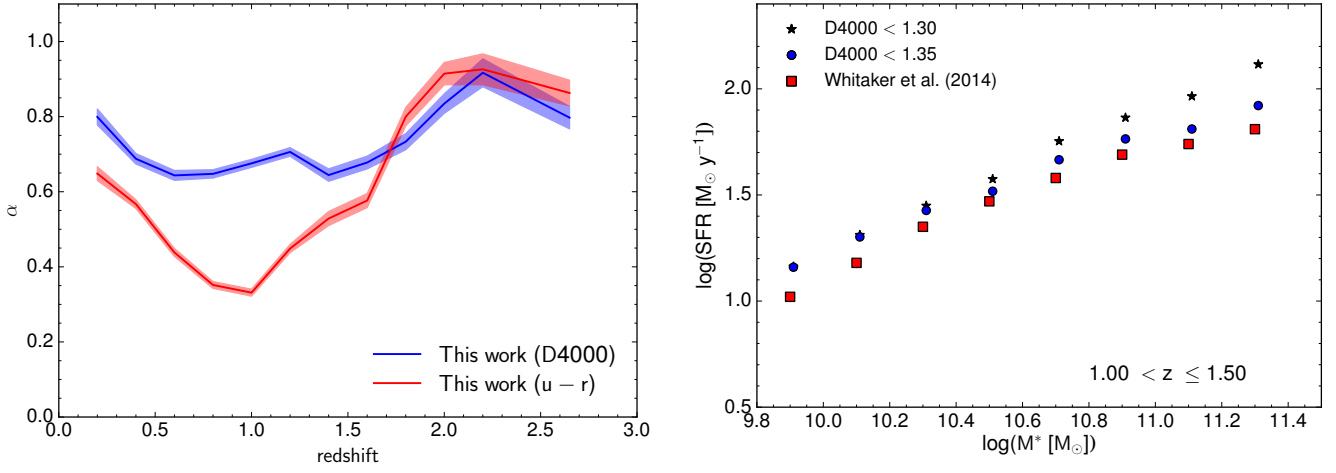 1.0
0.8
0.6
0.4
0.2
0.0
α
This work (D4000)
This work (u − r)
0.0 0.5 1.0 1.5 2.0 2.5 3.0
redshift
D4000 < 1.30
D4000 < 1.35
Whitaker et al. (2014)
2.0
1.5
1.0
0.5
log(SFR [M⊙ y⁻¹])
1.00 < z ≤ 1.50
9.8 10.0 10.2 10.4 10.6 10.8 11.0 11.2 11.4
log(M* [M⊙])